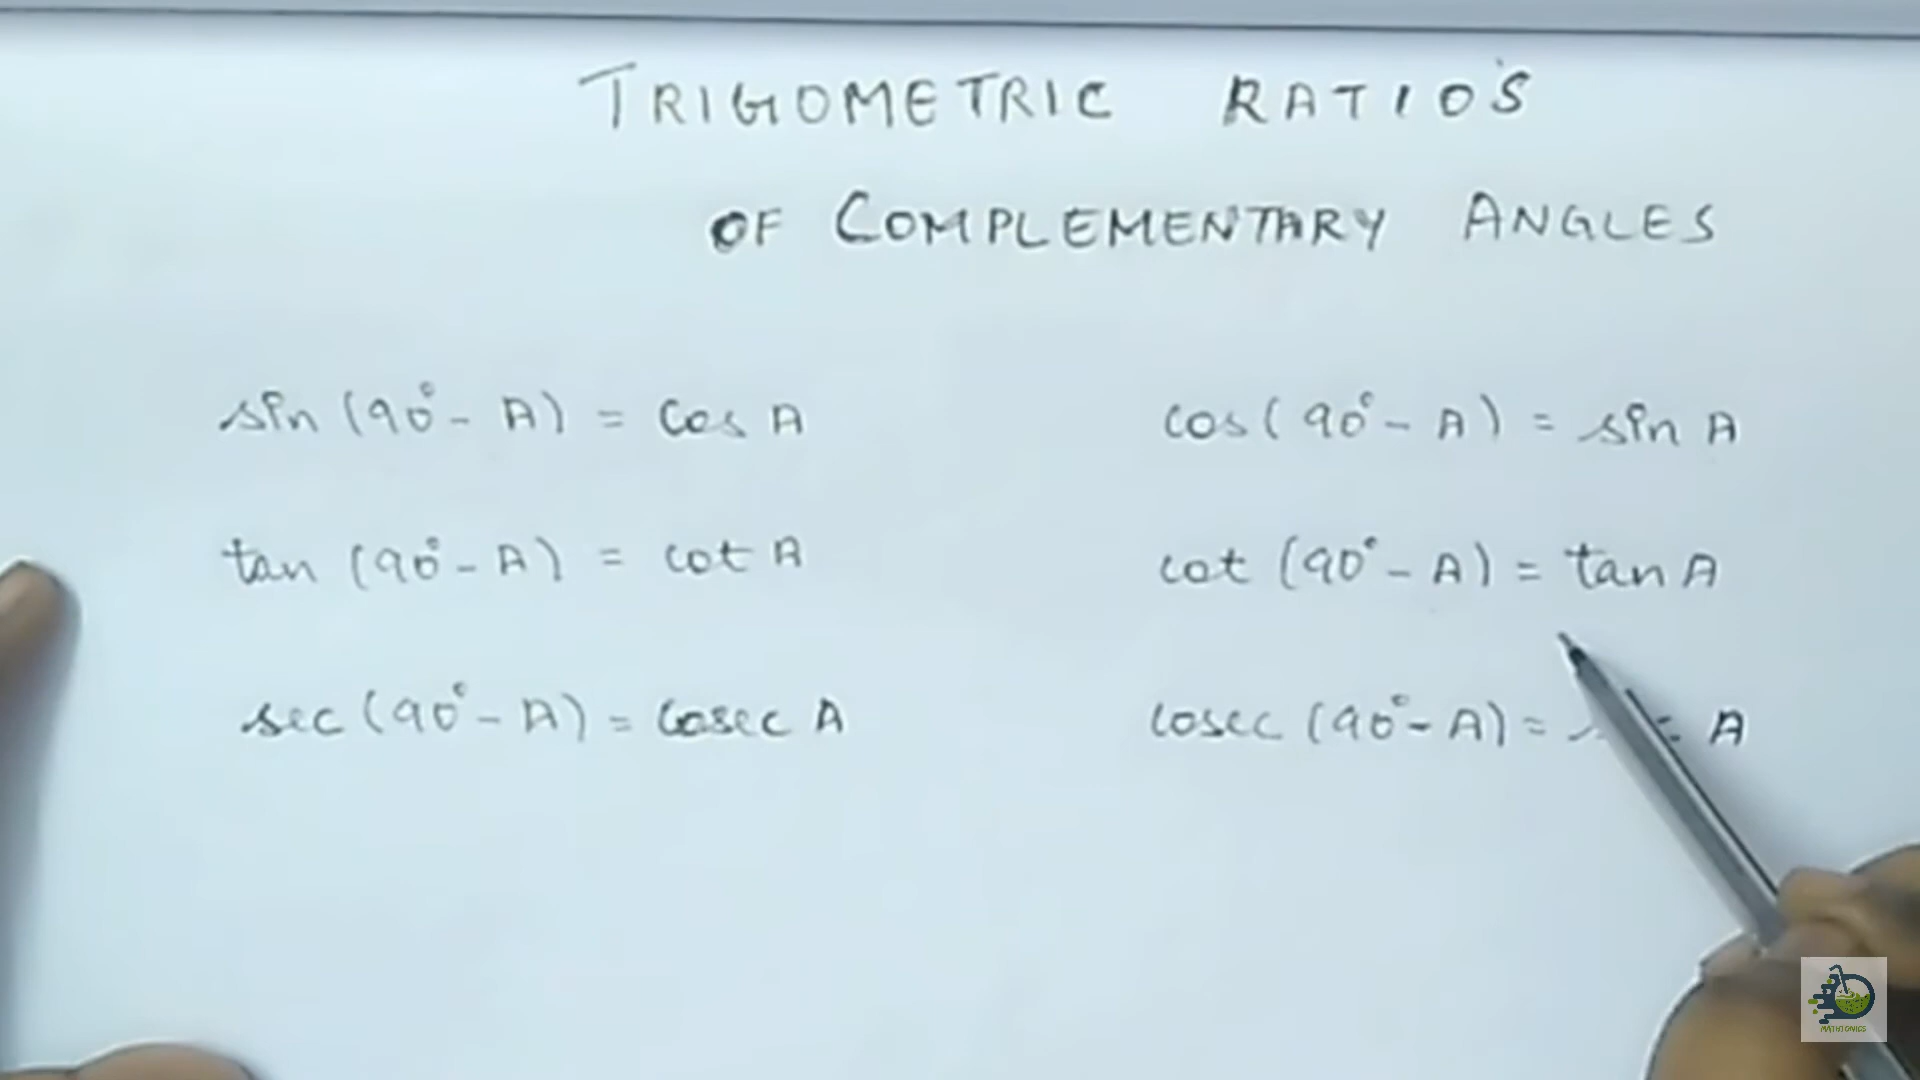 TRIGOMETRIC RATIO'S
OF COMPLEMENTARY ANGLES
sin (90° - A) = Cos A
cos (90° - A) = sin A
tan (90° - A) = cot A
cot (90° - A) = tan A
sec (90° - A) = cosec A
cosec (90° - A) = A
MATHTONICS